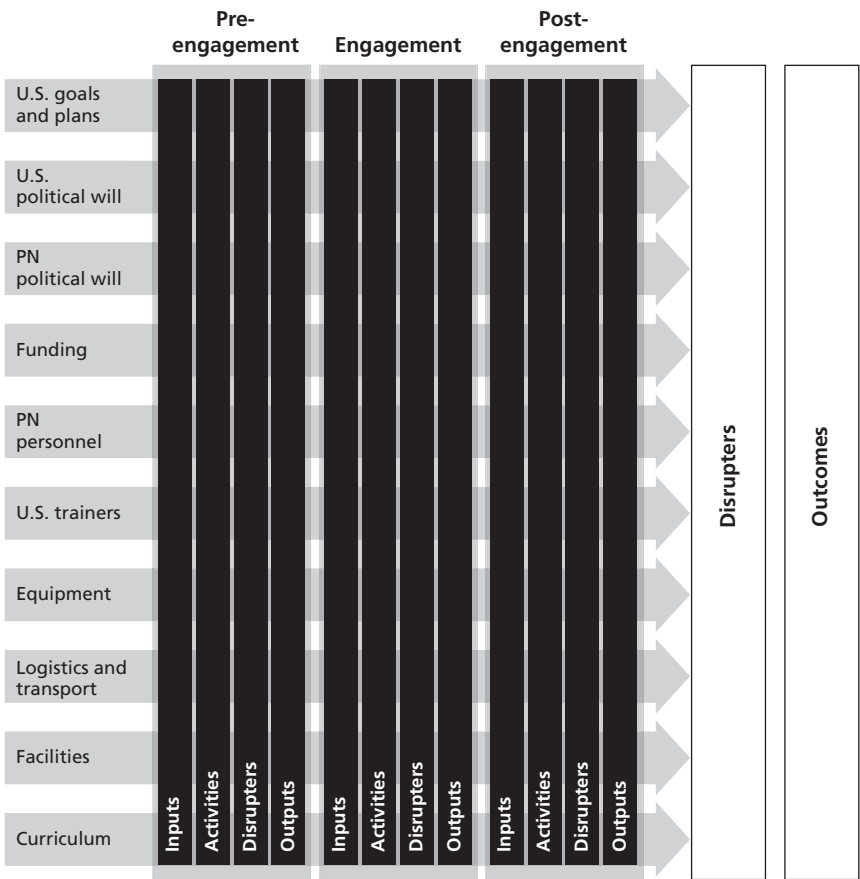 Pre-
engagement
Engagement
Post-
engagement
U.S. goals
and plans
U.S.
political will
PN
political will
Funding
PN
personnel
U.S. trainers
Equipment
Logistics and
transport
Facilities
Curriculum
Inputs
Activities
Disrupters
Outputs
Inputs
Activities
Disrupters
Outputs
Inputs
Activities
Disrupters
Outputs
Disrupters
Outcomes